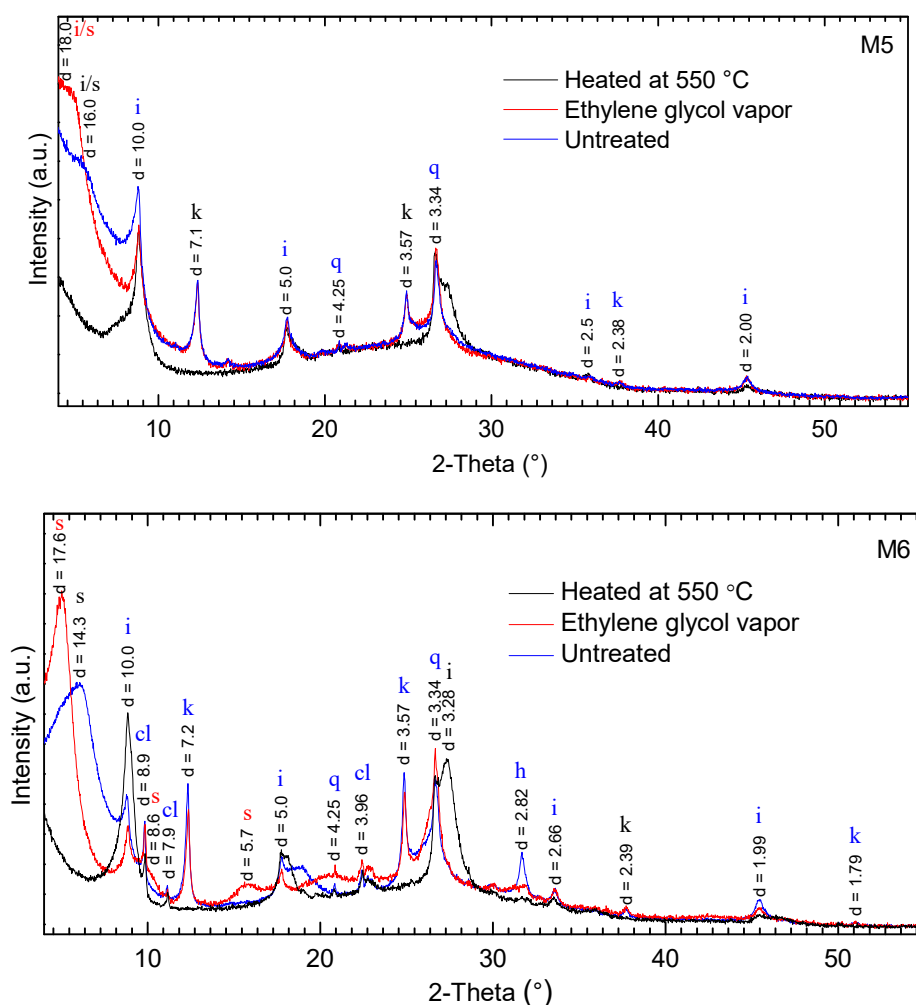 M5
Heated at 550 °C
Ethylene glycol vapor
Untreated
Intensity (a.u.)
d = 18.0 i/s
d = 16.0 i/s
d = 10.0 i
d = 7.1 k
d = 5.0 i
d = 4.25 q
d = 3.57 k
d = 3.34 q
d = 2.5 i
d = 2.38 k
d = 2.00 i
10 20 30 40 50
2-Theta (°)
M6
Heated at 550 °C
Ethylene glycol vapor
Untreated
Intensity (a.u.)
d = 17.6 s
d = 14.3 s
d = 10.0 i
d = 8.9 cl
d = 8.6 s
d = 7.9 cl
d = 7.2 k
d = 5.7 s
d = 5.0 i
d = 4.25 q
d = 3.96 cl
d = 3.57 k
d = 3.34 q
d = 3.28 i
d = 2.82 h
d = 2.66 i
d = 2.39 k
d = 1.99 i
d = 1.79 k
10 20 30 40 50
2-Theta (°)